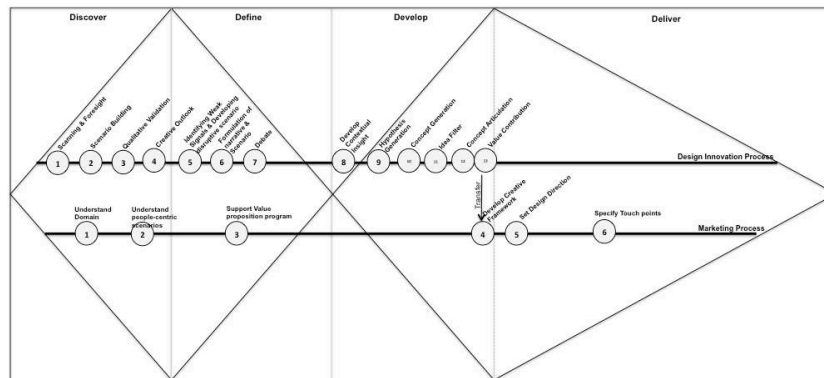 Discover
Define
Develop
Deliver
Scanning & Foresight
Scenario Building
Qualitative Validation
Creative Outlook
Identifying Weak
Signals & Developing
disruptive scenario
Formulation of
narrative &
Scenario
Debate
Develop
Contextual
Insight
Hypothesis
Generation
Concept Generation
Idea Filter
Concept Articulation
Value Contribution
1
2
3
4
5
6
7
8
9
Design Innovation Process
Transfer
Understand
Domain
Understand
people-centric
scenarios
Support Value
proposition program
Develop Creative
Framework
Set Design Direction
Specify Touch points
1
2
3
4
5
6
Marketing Process